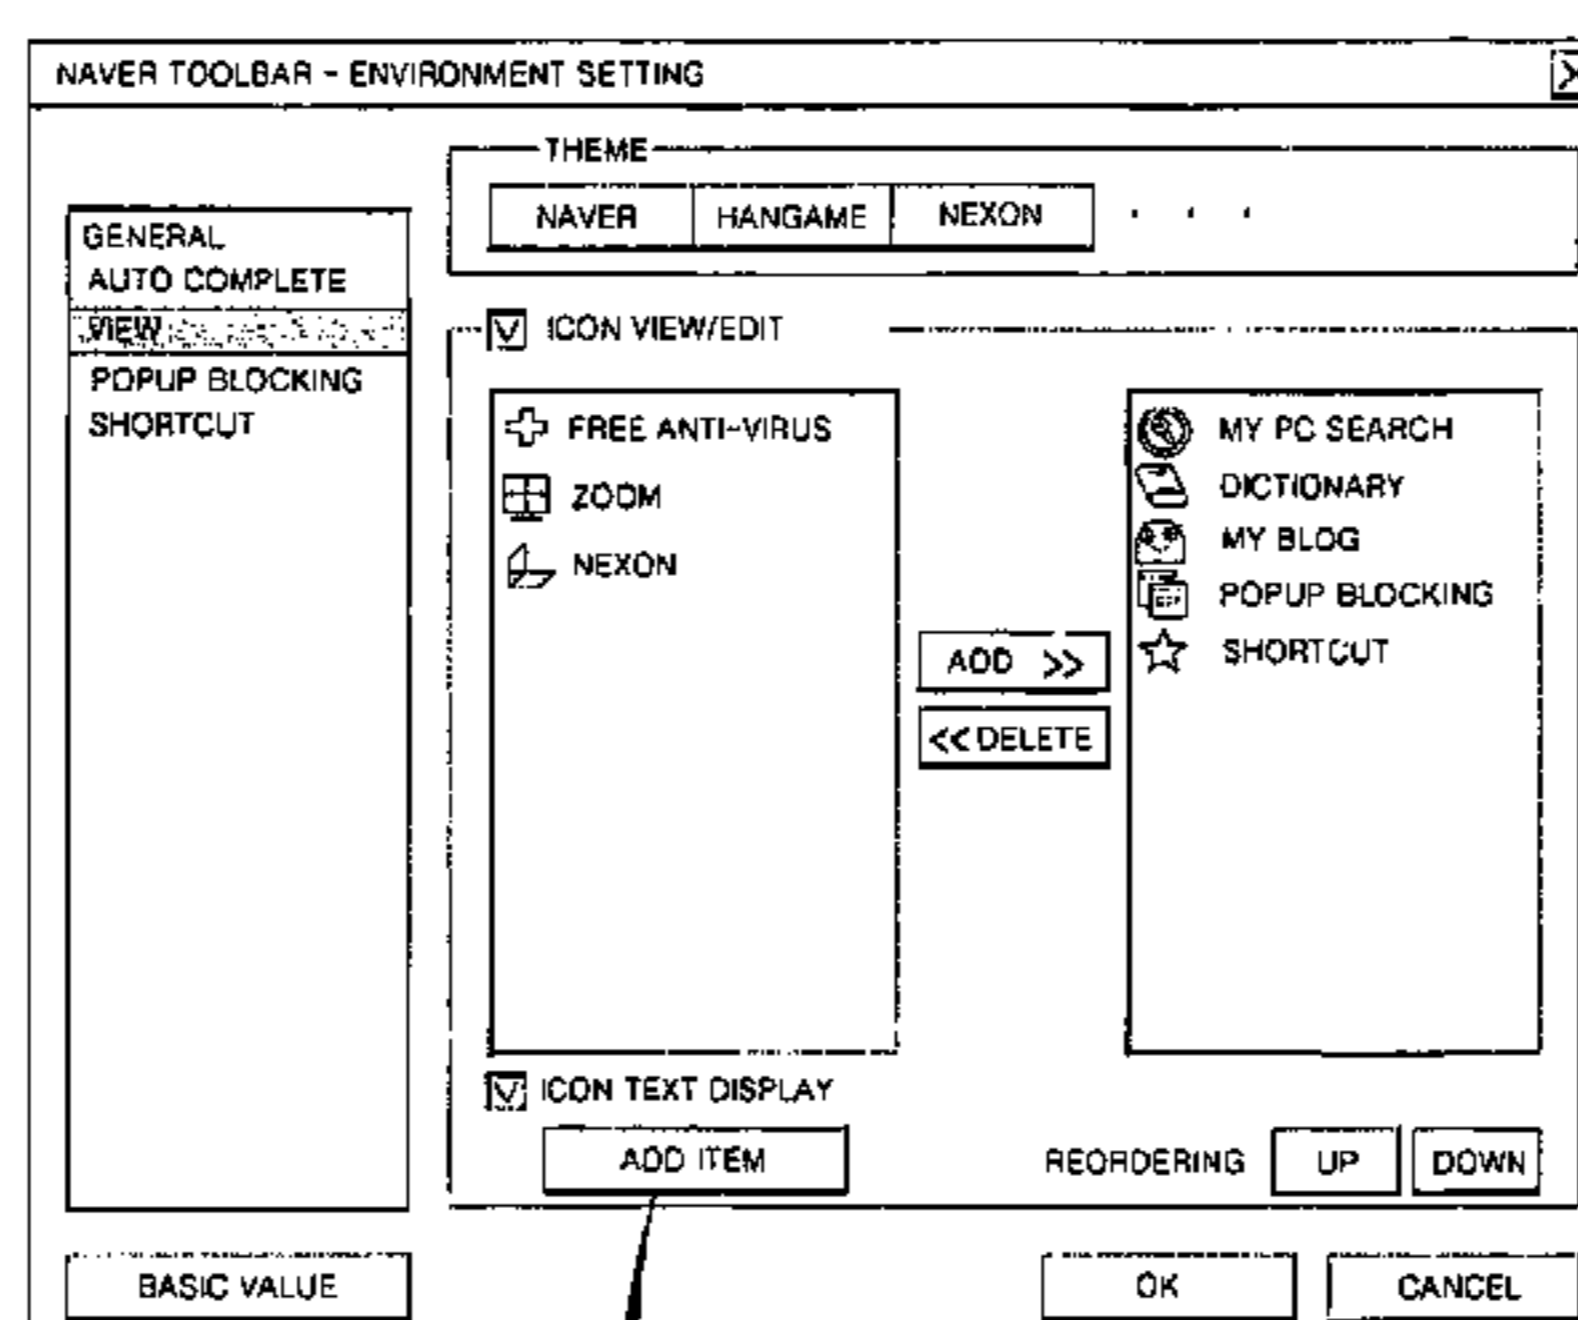 NAVER TOOLBAR - ENVIRONMENT SETTING
THEME
NAVER HANGAME NEXON . . .
GENERAL
AUTO COMPLETE
VIEW
POPUP BLOCKING
SHORTCUT
ICON VIEW/EDIT
FREE ANTI-VIRUS
ZOOM
NEXON
ADD >>
<< DELETE
MY PC SEARCH
DICTIONARY
MY BLOG
POPUP BLOCKING
SHORTCUT
ICON TEXT DISPLAY
ADD ITEM
REORDERING UP DOWN
BASIC VALUE
OK
CANCEL